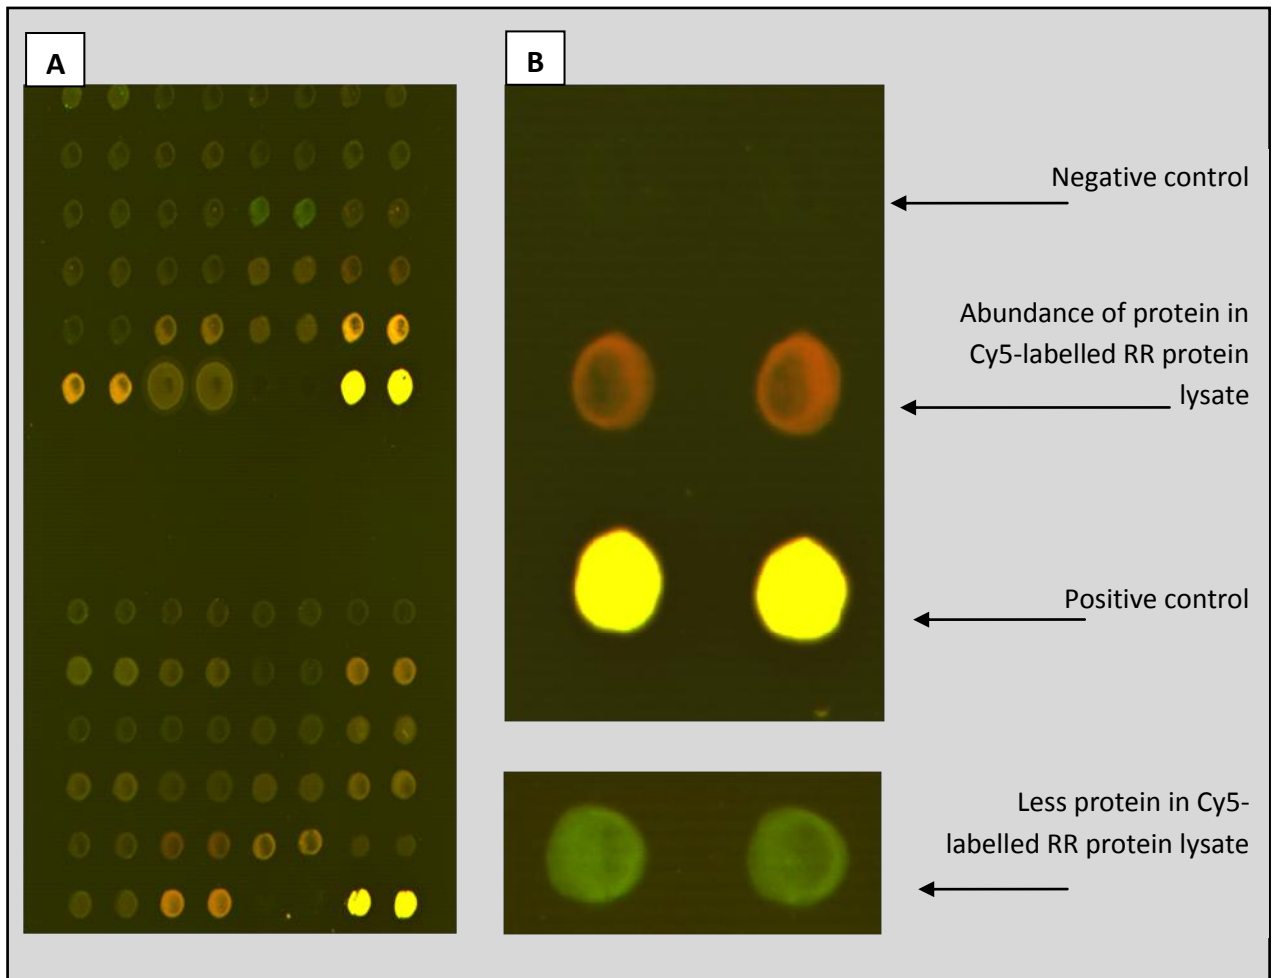 A
B
Negative control
Abundance of protein in
Cy5-labelled RR protein
lysate
Positive control
Less protein in Cy5-
labelled RR protein lysate